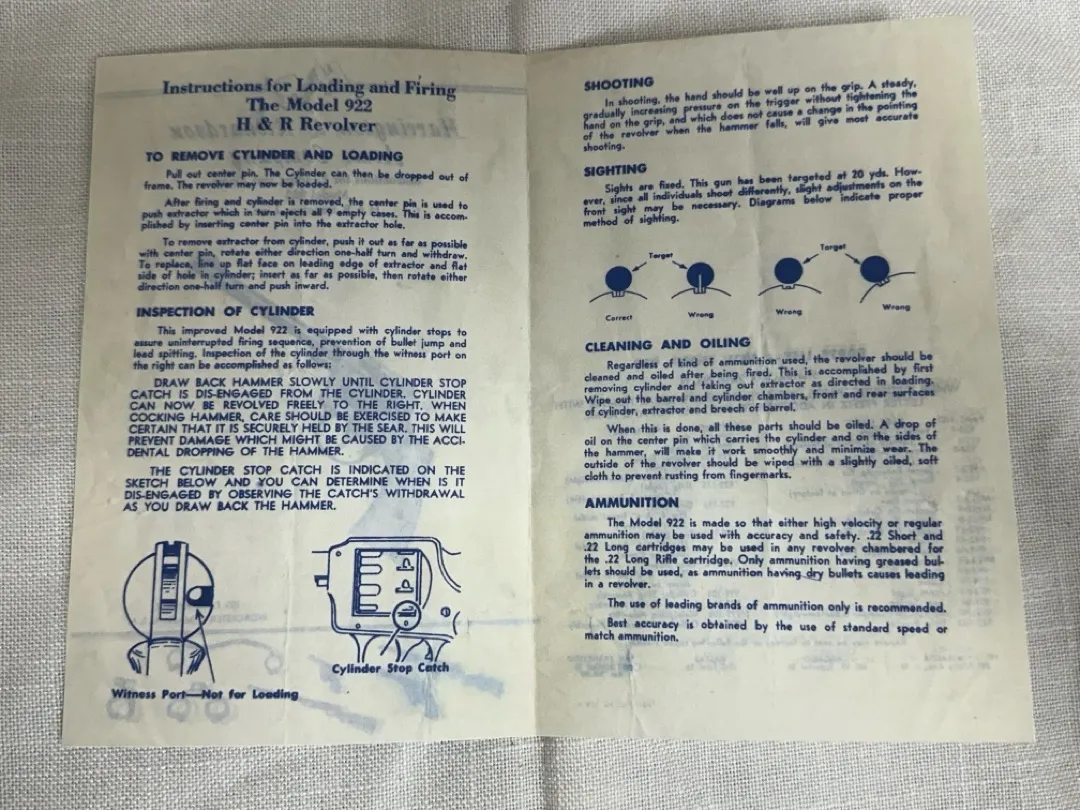 Instructions for Loading and Firing
The Model 922
H & R Revolver
TO REMOVE CYLINDER AND LOADING
Pull out center pin. The Cylinder can then be dropped out of
frame. The revolver may now be loaded.
After firing and cylinder is removed, the center pin is used to
push extractor which in turn ejects all 9 empty cases. This is accom-
plished by inserting center pin into the extractor hole.
To remove extractor from cylinder, push it out as far as possible
with center pin, rotate either direction one-half turn and withdraw.
To replace, line up flat face on leading edge of extractor and flat
side of hole in cylinder; insert as far as possible, then rotate either
direction one-half turn and push inward.
INSPECTION OF CYLINDER
This improved Model 922 is equipped with cylinder stops to
assure uninterrupted firing sequence, prevention of bullet jump and
lead spitting. Inspection of the cylinder through the witness port on
the right can be accomplished as follows:
DRAW BACK HAMMER SLOWLY UNTIL CYLINDER STOP
CATCH IS DIS-ENGAGED FROM THE CYLINDER. CYLINDER
CAN NOW BE REVOLVED FREELY TO THE RIGHT. WHEN
COCKING HAMMER, CARE SHOULD BE EXERCISED TO MAKE
CERTAIN THAT IT IS SECURELY HELD BY THE SEAR. THIS WILL
PREVENT DAMAGE WHICH MIGHT BE CAUSED BY THE ACCI-
DENTAL DROPPING OF THE HAMMER.
THE CYLINDER STOP CATCH IS INDICATED ON THE
SKETCH BELOW AND YOU CAN DETERMINE WHEN IS IT
DIS-ENGAGED BY OBSERVING THE CATCH'S WITHDRAWAL
AS YOU DRAW BACK THE HAMMER.
Cylinder Stop Catch
Witness Port—Not for Loading
SHOOTING
In shooting, the hand should be well up on the grip. A steady,
gradually increasing pressure on the trigger without tightening the
hand on the grip, and which does not cause a change in the pointing
of the revolver when the hammer falls, will give most accurate
shooting.
SIGHTING
Sights are fixed. This gun has been targeted at 20 yds. How-
ever, since all individuals shoot differently, slight adjustments on the
front sight may be necessary. Diagrams below indicate proper
method of sighting.
Target
Target
Correct
Wrong
Wrong
Wrong
CLEANING AND OILING
Regardless of kind of ammunition used, the revolver should be
cleaned and oiled after being fired. This is accomplished by first
removing cylinder and taking out extractor as directed in loading.
Wipe out the barrel and cylinder chambers, front and rear surfaces
of cylinder, extractor and breech of barrel.
When this is done, all these parts should be oiled. A drop of
oil on the center pin which carries the cylinder and on the sides of
the hammer, will make it work smoothly and minimize wear. The
outside of the revolver should be wiped with a slightly oiled, soft
cloth to prevent rusting from fingermarks.
AMMUNITION
The Model 922 is made so that either high velocity or regular
ammunition may be used with accuracy and safety. .22 Short and
.22 Long cartridges may be used in any revolver chambered for
the .22 Long Rifle cartridge. Only ammunition having greased bul-
lets should be used, as ammunition having dry bullets causes leading
in a revolver.
The use of leading brands of ammunition only is recommended.
Best accuracy is obtained by the use of standard speed or
match ammunition.